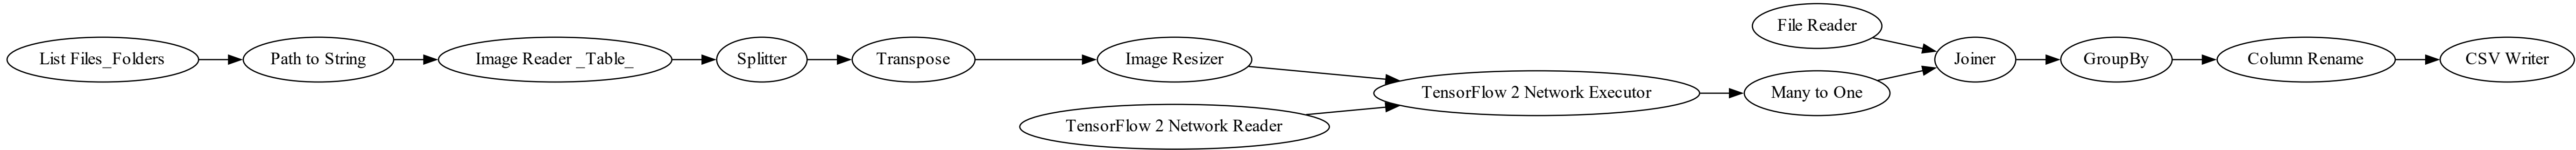 List Files_Folders
Path to String
Image Reader _Table_
Splitter
Transpose
Image Resizer
TensorFlow 2 Network Reader
TensorFlow 2 Network Executor
File Reader
Many to One
Joiner
GroupBy
Column Rename
CSV Writer